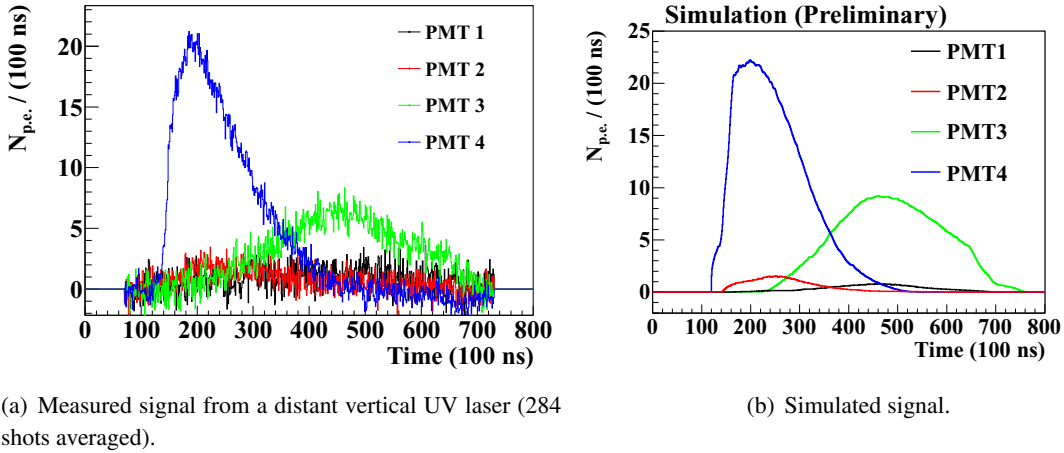 N_p.e. / (100 ns)
20
15
10
5
0
PMT 1
PMT 2
PMT 3
PMT 4
0 100 200 300 400 500 600 700 800
Time (100 ns)
Simulation (Preliminary)
N_p.e. / (100 ns)
25
20
15
10
5
0
PMT1
PMT2
PMT3
PMT4
0 100 200 300 400 500 600 700 800
Time (100 ns)
(a) Measured signal from a distant vertical UV laser (284
shots averaged).
(b) Simulated signal.